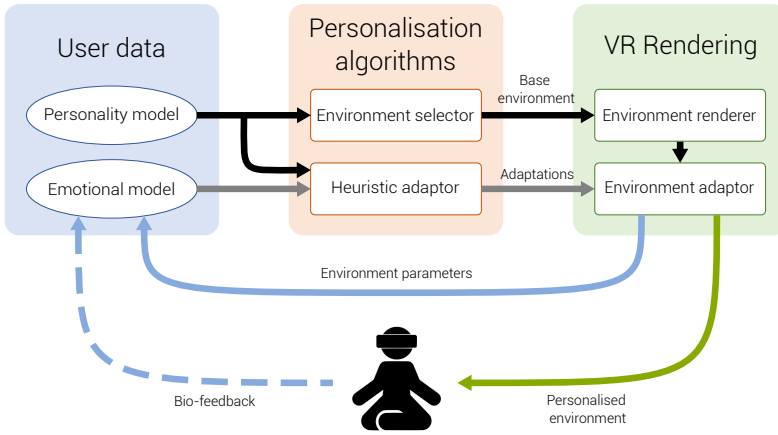 User data
Personality model
Emotional model
Personalisation
algorithms
Environment selector
Heuristic adaptor
Base
environment
Adaptations
VR Rendering
Environment renderer
Environment adaptor
Environment parameters
Bio-feedback
Personalised
environment